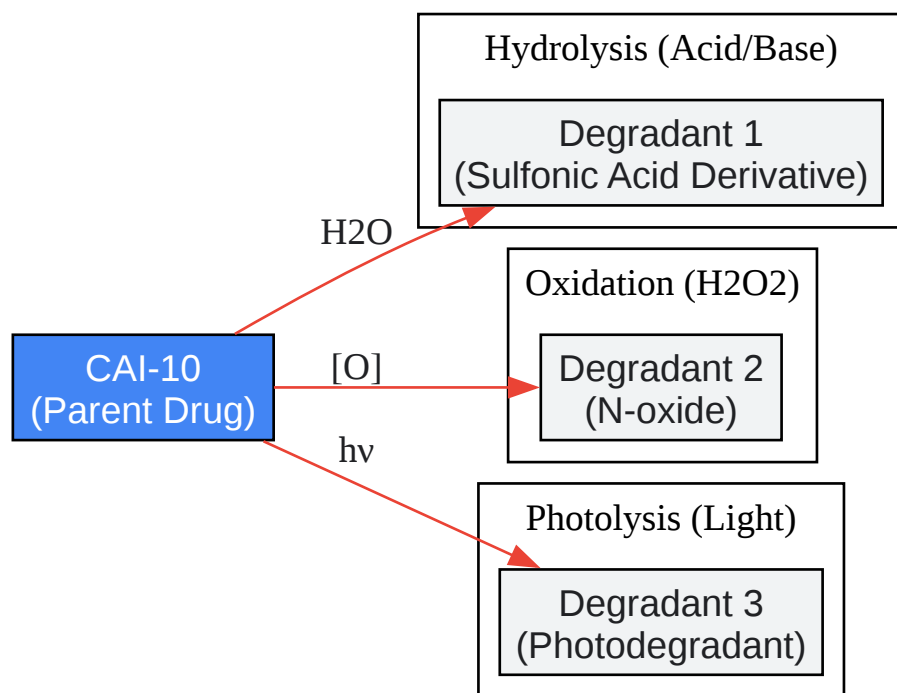 Hydrolysis (Acid/Base)
Degradant 1
(Sulfonic Acid Derivative)
H2O
Oxidation (H2O2)
CAI-10
(Parent Drug)
[O]
Degradant 2
(N-oxide)
hν
Photolysis (Light)
Degradant 3
(Photodegradant)